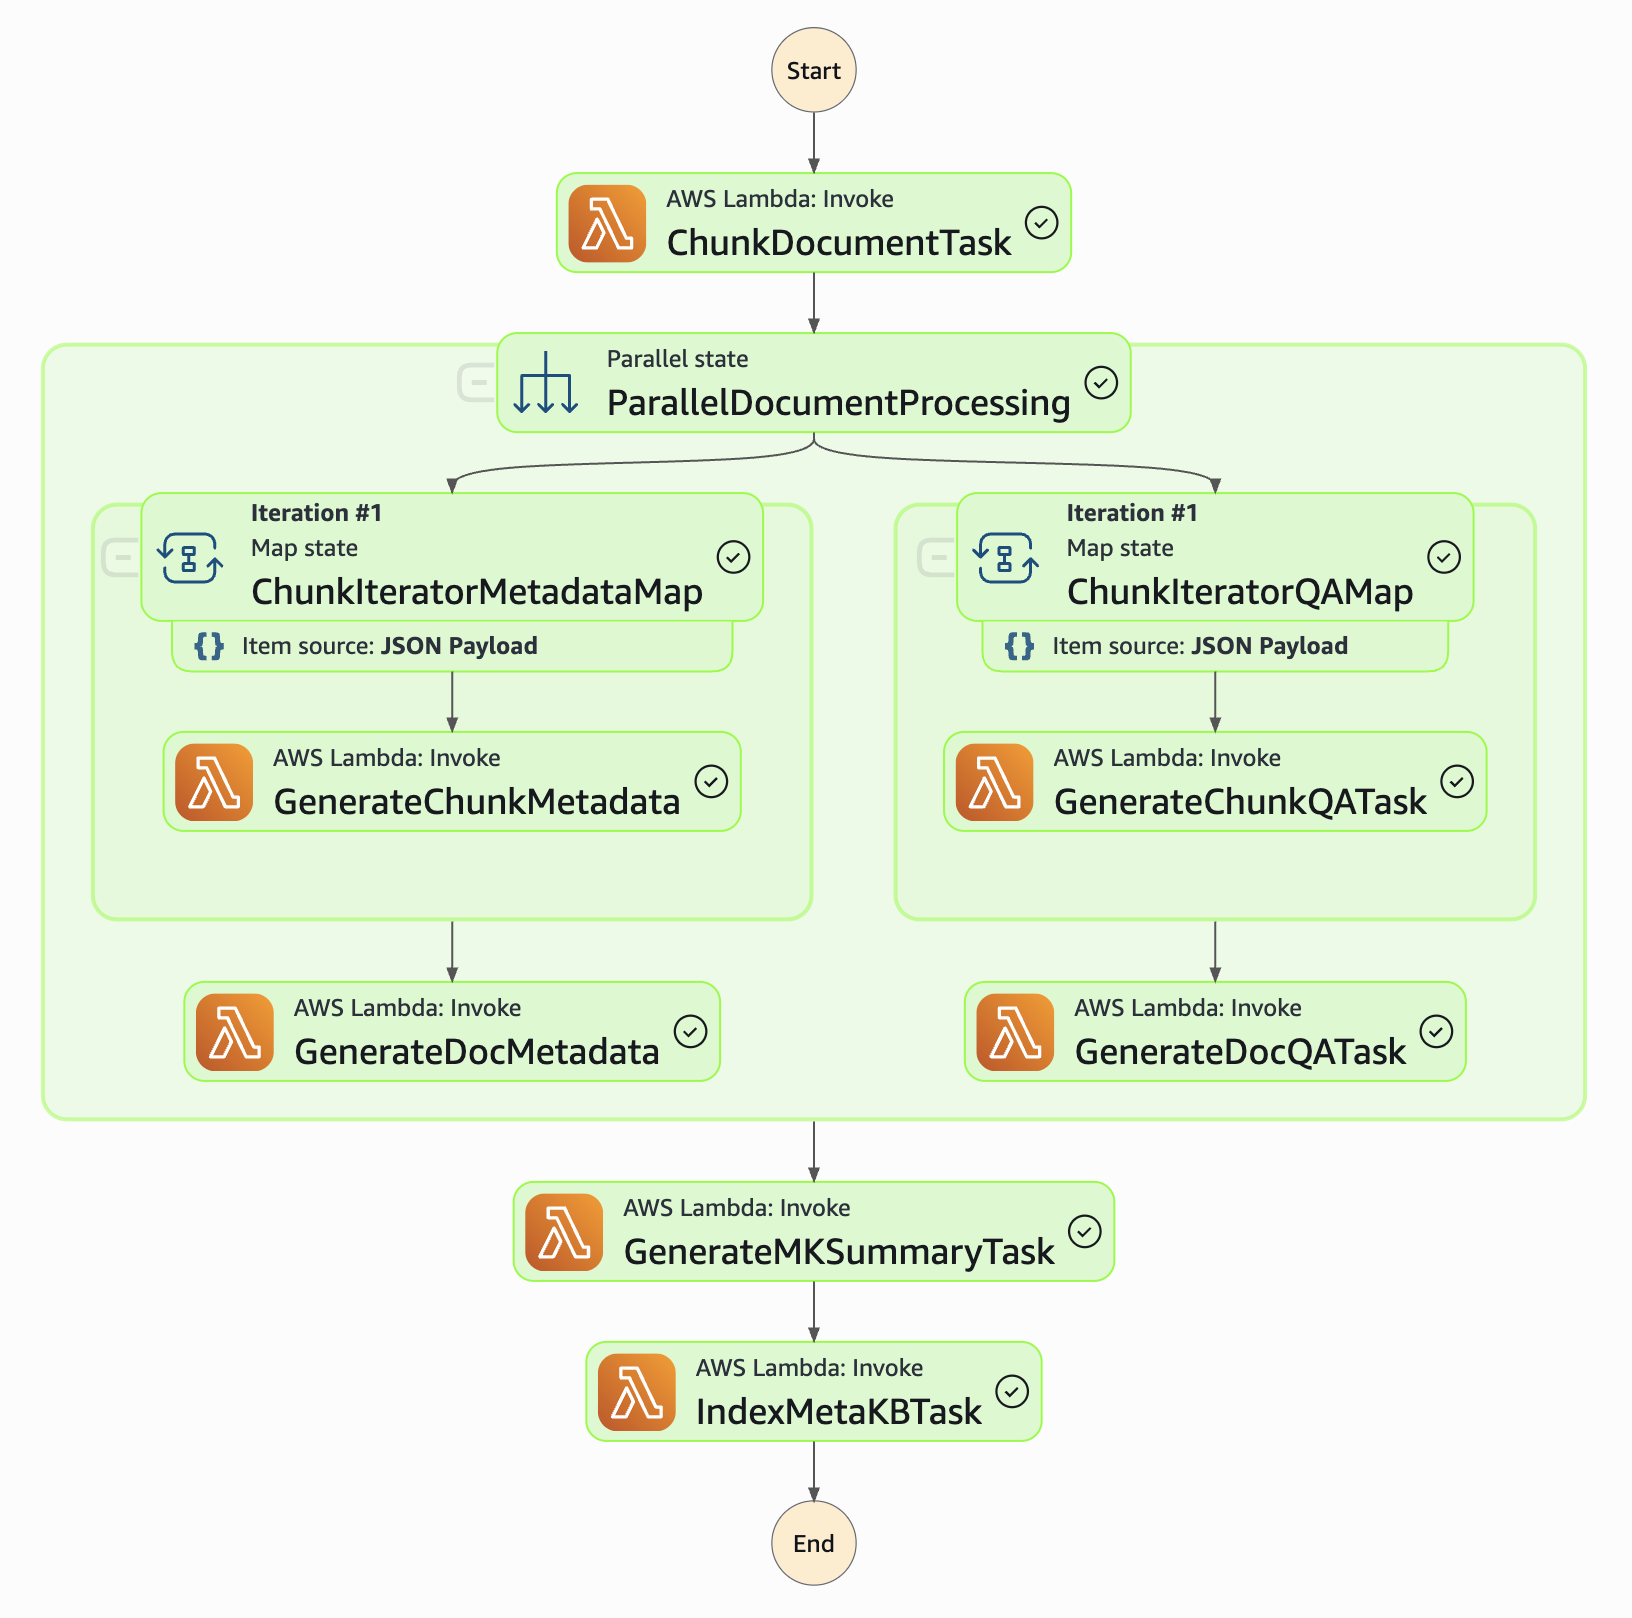 Start
AWS Lambda: Invoke
ChunkDocumentTask
Parallel state
ParallelDocumentProcessing
Iteration #1
Map state
ChunkIteratorMetadataMap
{} Item source: JSON Payload
Iteration #1
Map state
ChunkIteratorQAMap
{} Item source: JSON Payload
AWS Lambda: Invoke
GenerateChunkMetadata
AWS Lambda: Invoke
GenerateChunkQATask
AWS Lambda: Invoke
GenerateDocMetadata
AWS Lambda: Invoke
GenerateDocQATask
AWS Lambda: Invoke
GenerateMKSummaryTask
AWS Lambda: Invoke
IndexMetaKBTask
End